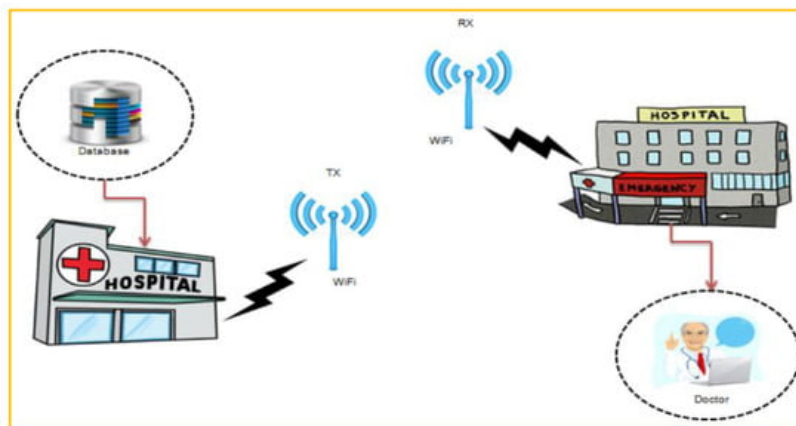 RX
HOSPITAL
WiFi
EMERGENCY
Database
TX
HOSPITAL
WiFi
Doctor